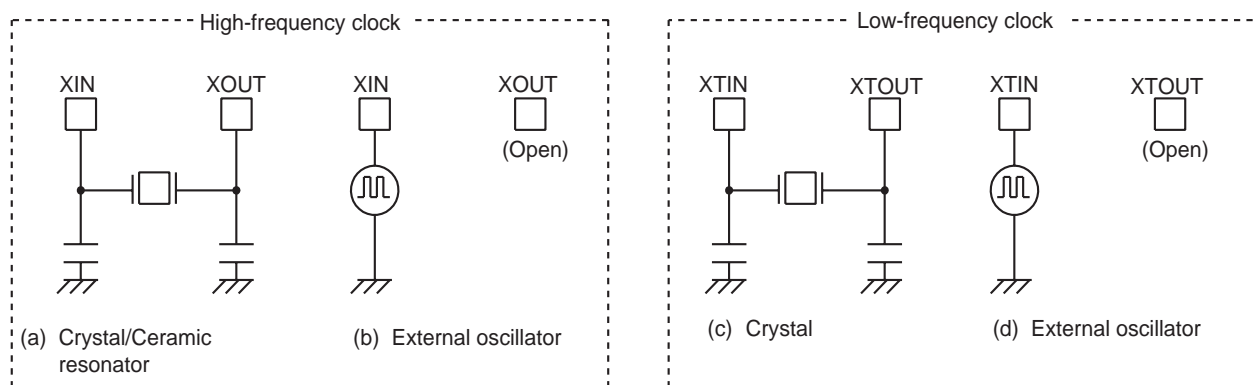 High-frequency clock
Low-frequency clock
XIN
XOUT
XIN
XOUT
(Open)
XTIN
XTOUT
XTIN
XTOUT
(Open)
(a) Crystal/Ceramic
resonator
(b) External oscillator
(c) Crystal
(d) External oscillator